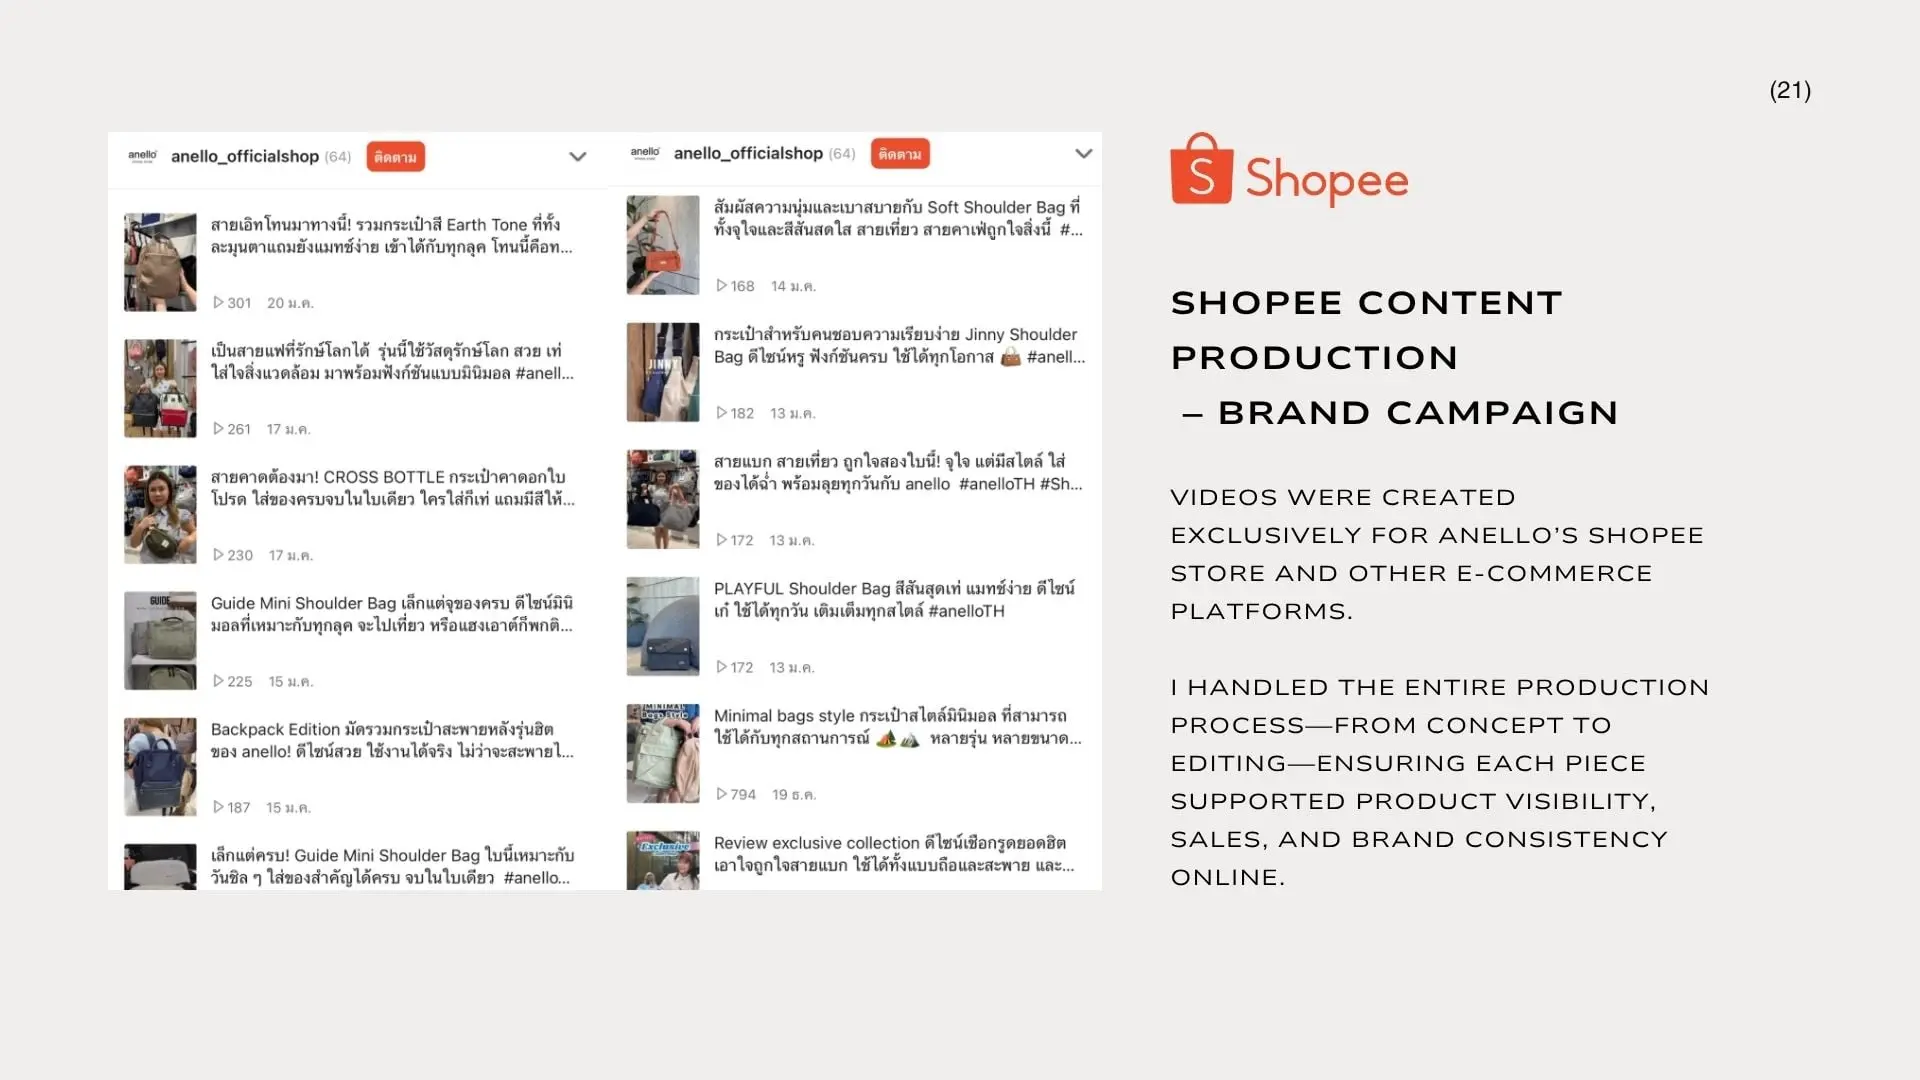 (21)
anello
anello_officialshop (64) ติดตาม
สายเอิทโทนมาทางนี้! รวมกระเป๋าสี Earth Tone ที่ทั้ง
ละมุนตาแถมยังแมทช์ง่าย เข้าได้กับทุกลุค โทนนี้คือท...
301 20 ม.ค.
เป็นสายแฟที่รักษ์โลกได้ รุ่นนี้ใช้วัสดุรักษ์โลก สวย เท่
ใส่ใจสิ่งแวดล้อม มาพร้อมฟังก์ชันแบบมินิมอล #anell...
261 17 ม.ค.
สายคาดต้องมา! CROSS BOTTLE กระเป๋าคาดอกใบ
โปรด ใส่ของครบจบในใบเดียว ใครใส่ก็เท่ แถมมีสีให้...
230 17 ม.ค.
GUIDE
Guide Mini Shoulder Bag เล็กแต่จุของครบ ดีไซน์มินิ
มอลที่เหมาะกับทุกลุค จะไปเที่ยว หรือแฮงเอาต์ก็พกติ...
225 15 ม.ค.
Backpack Edition มัดรวมกระเป๋าสะพายหลังรุ่นฮิต
ของ anello! ดีไซน์สวย ใช้งานได้จริง ไม่ว่าจะสะพายไ...
187 15 ม.ค.
เล็กแต่ครบ! Guide Mini Shoulder Bag ใบนี้เหมาะกับ
วันชิล ๆ ใส่ของสำคัญได้ครบ จบในใบเดียว #anello...
anello
anello_officialshop (64) ติดตาม
สัมผัสความนุ่มและเบาสบายกับ Soft Shoulder Bag ที่
ทั้งจุใจและสีสันสดใส สายเที่ยว สายคาเฟ่ถูกใจสิ่งนี้ #...
168 14 ม.ค.
JINNY
กระเป๋าสำหรับคนชอบความเรียบง่าย Jinny Shoulder
Bag ดีไซน์หรู ฟังก์ชันครบ ใช้ได้ทุกโอกาส 👜 #anell...
182 13 ม.ค.
สายแบก สายเที่ยว ถูกใจสองใบนี้! จุใจ แต่มีสไตล์ ใส่
ของได้ฉ่ำ พร้อมลุยทุกวันกับ anello #anelloTH #Sh...
172 13 ม.ค.
PLAYFUL Shoulder Bag สีสันสุดเท่ แมทช์ง่าย ดีไซน์
เก๋ ใช้ได้ทุกวัน เติมเต็มทุกสไตล์ #anelloTH
172 13 ม.ค.
MINIMAL
Bags Style
Minimal bags style กระเป๋าสไตล์มินิมอล ที่สามารถ
ใช้ได้กับทุกสถานการณ์ 🏕️🏔️ หลายรุ่น หลายขนาด...
794 19 ธ.ค.
Exclusive
Review exclusive collection ดีไซน์เชือกรูดยอดฮิต
เอาใจถูกใจสายแบก ใช้ได้ทั้งแบบถือและสะพาย และ...
Shopee
SHOPEE CONTENT
PRODUCTION
– BRAND CAMPAIGN
VIDEOS WERE CREATED
EXCLUSIVELY FOR ANELLO’S SHOPEE
STORE AND OTHER E-COMMERCE
PLATFORMS.
I HANDLED THE ENTIRE PRODUCTION
PROCESS—FROM CONCEPT TO
EDITING—ENSURING EACH PIECE
SUPPORTED PRODUCT VISIBILITY,
SALES, AND BRAND CONSISTENCY
ONLINE.